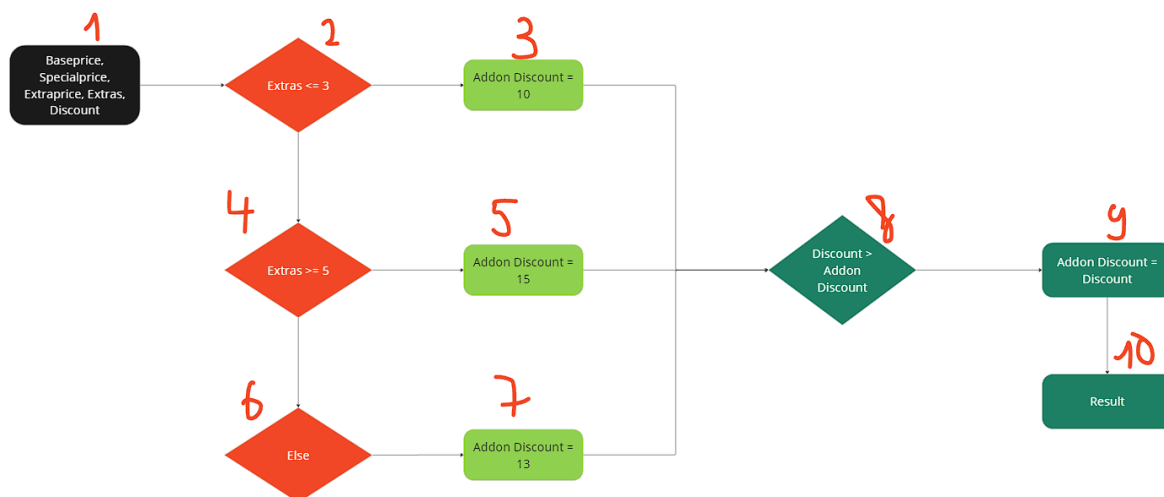 1
Baseprice,
Specialprice,
Extraprice, Extras,
Discount
2
Extras <= 3
3
Addon Discount =
10
4
Extras >= 5
5
Addon Discount =
15
6
Else
7
Addon Discount =
13
8
Discount >
Addon
Discount
9
Addon Discount =
Discount
10
Result